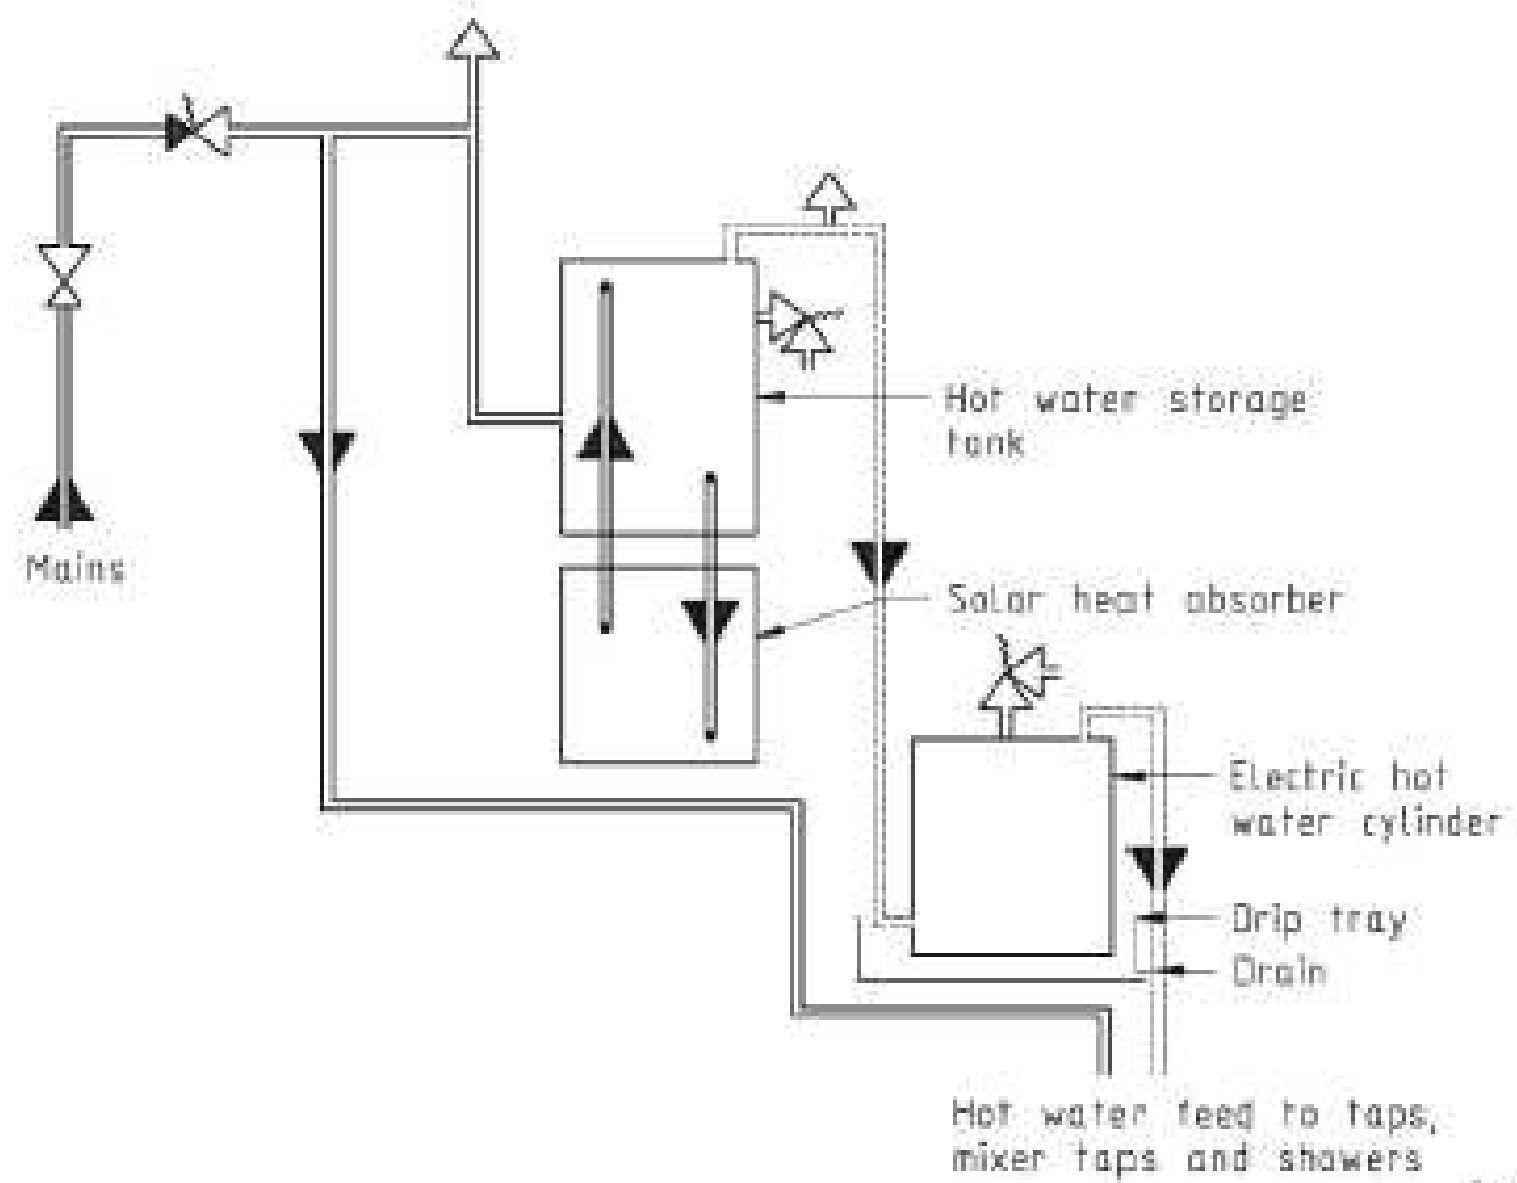 Mains
Hot water storage
tank
Solar heat absorber
Electric hot
water cylinder
Drip tray
Drain
Hot water feed to taps,
mixer taps and showers